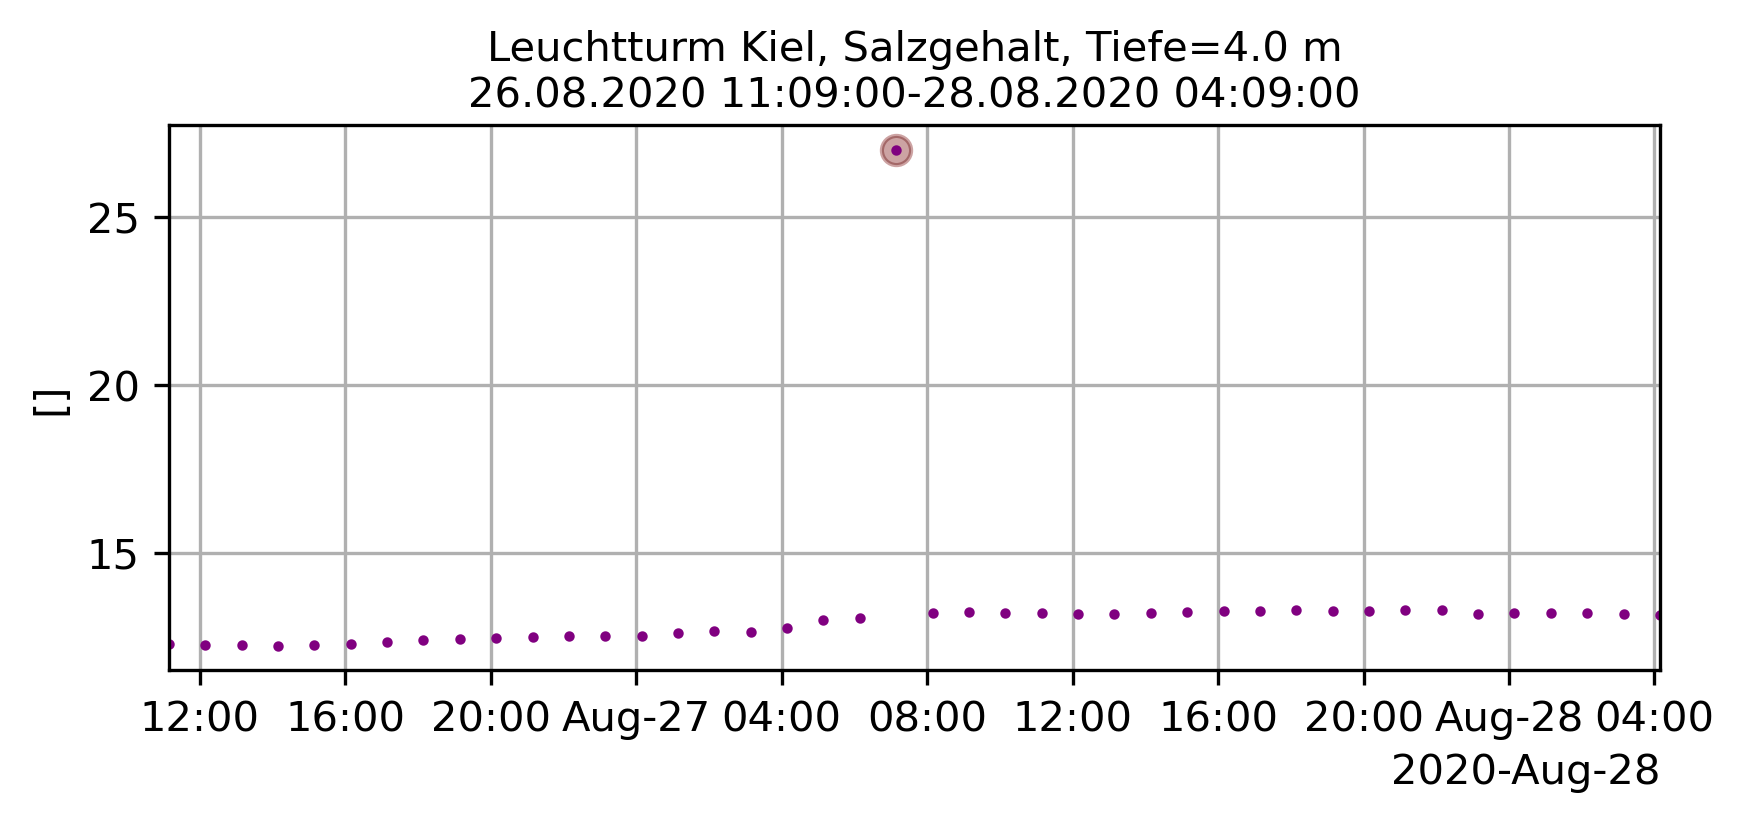 Leuchtturm Kiel, Salzgehalt, Tiefe=4.0 m
26.08.2020 11:09:00-28.08.2020 04:09:00
25
20
15
[]
12:00 16:00 20:00 Aug-27 04:00 08:00 12:00 16:00 20:00 Aug-28 04:00
2020-Aug-28